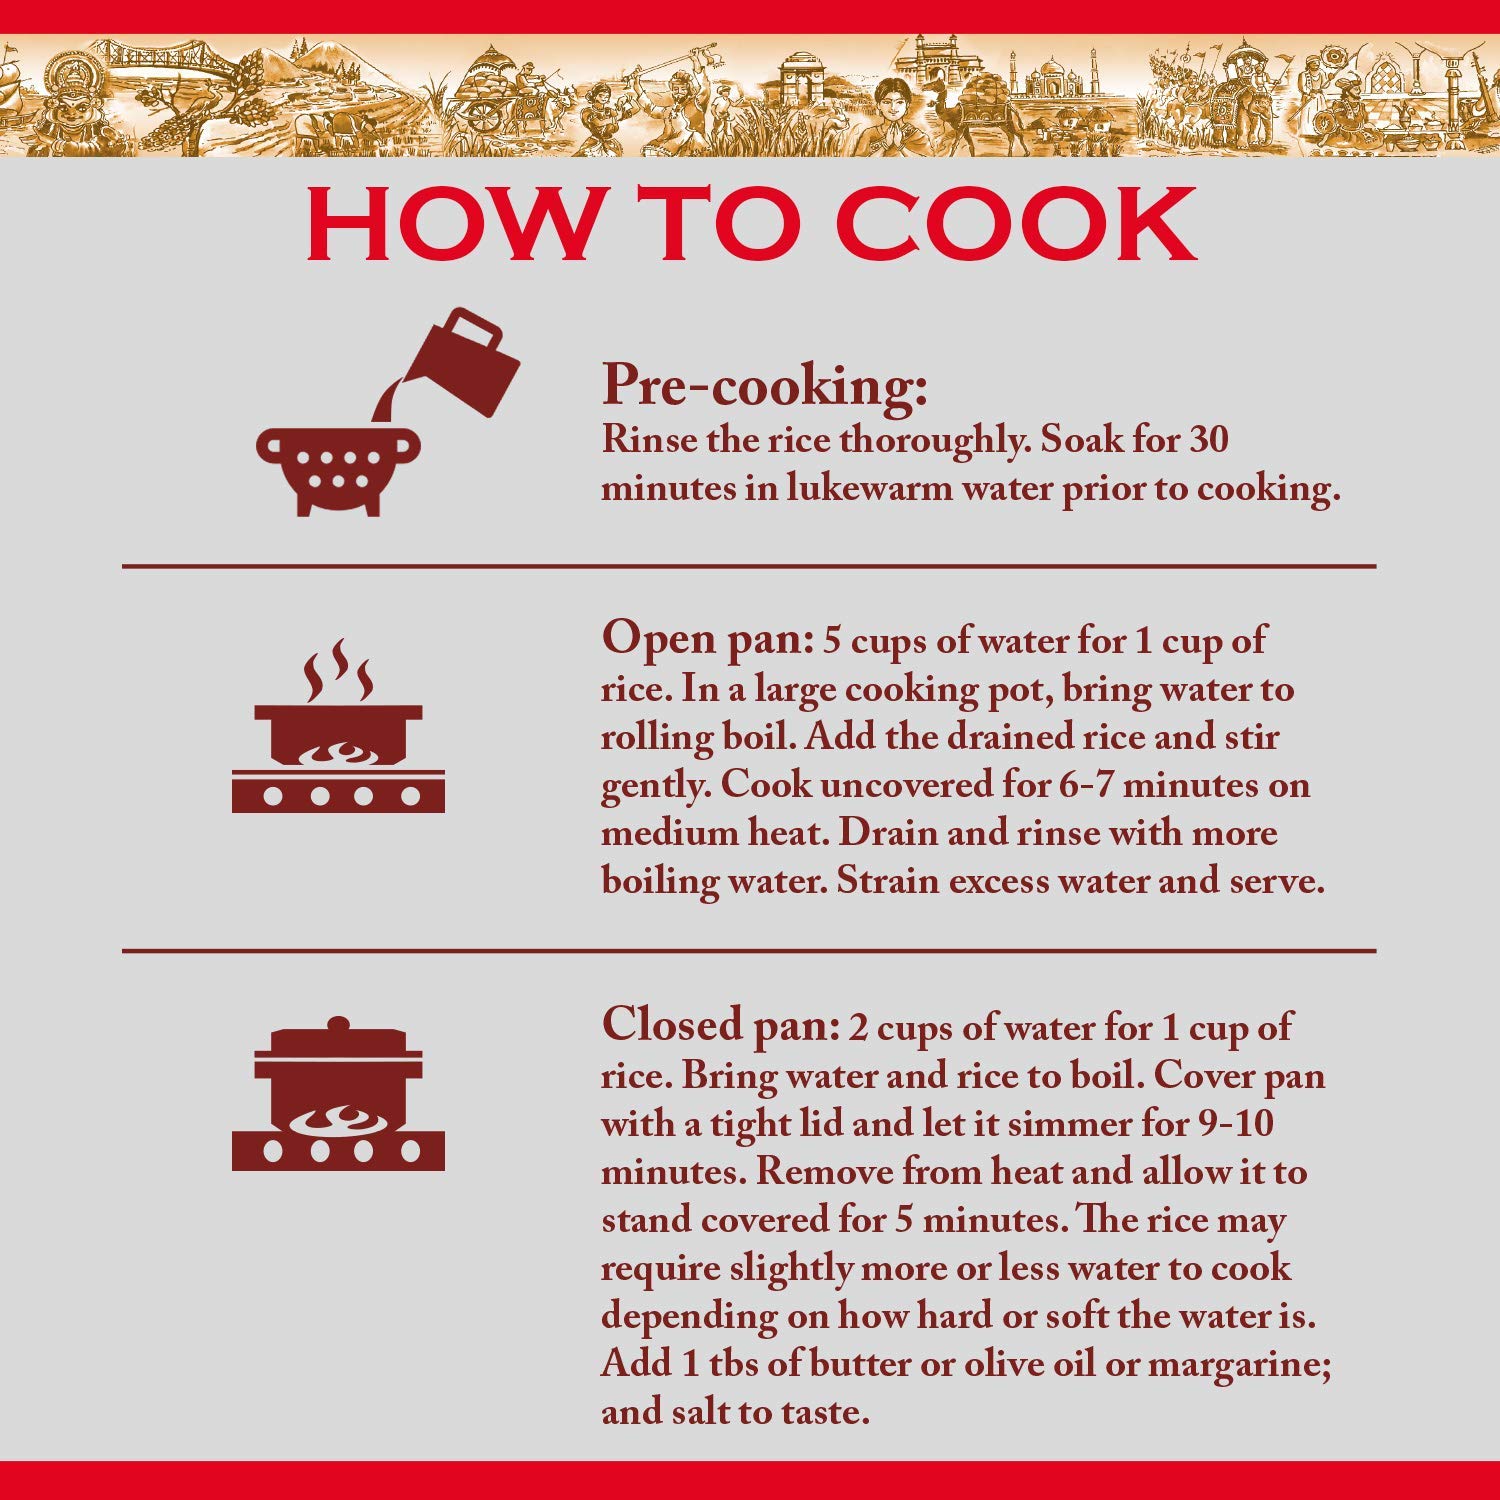 HOW TO COOK
Pre-cooking:
Rinse the rice thoroughly. Soak for 30
minutes in lukewarm water prior to cooking.
Open pan: 5 cups of water for 1 cup of
rice. In a large cooking pot, bring water to
rolling boil. Add the drained rice and stir
gently. Cook uncovered for 6-7 minutes on
medium heat. Drain and rinse with more
boiling water. Strain excess water and serve.
Closed pan: 2 cups of water for 1 cup of
rice. Bring water and rice to boil. Cover pan
with a tight lid and let it simmer for 9-10
minutes. Remove from heat and allow it to
stand covered for 5 minutes. The rice may
require slightly more or less water to cook
depending on how hard or soft the water is.
Add 1 tbs of butter or olive oil or margarine;
and salt to taste.